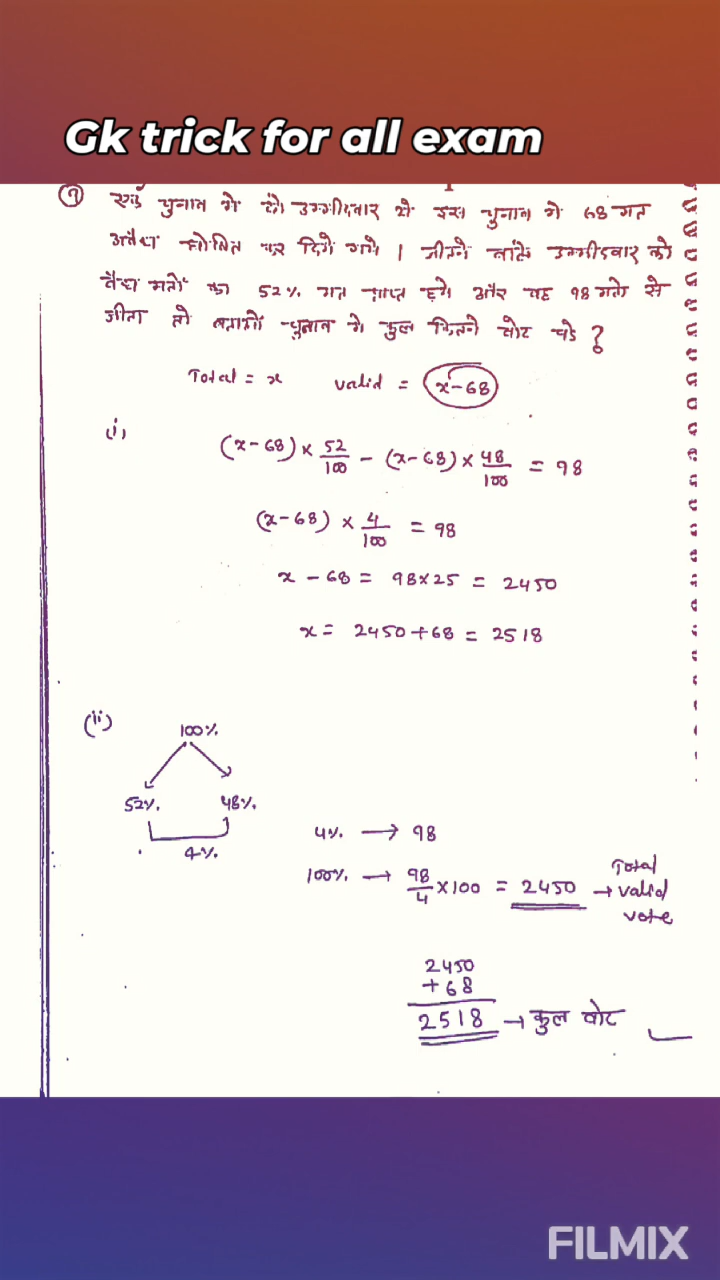 Gk trick for all exam
(9) एक चुनाव में दो उम्मीदवार थे इस चुनाव में 68 मत
अवैध घोषित कर दिये गये । जीतने वाले उम्मीदवार को
वैध मतों का 52% मत प्राप्त हुये और वह 98 मतो से
जीता तो बताओ चुनाव में कुल कितने वोट पड़े ?
Total = x valid = x-68
(i)
(x-68) × 52/100 - (x-68) × 48/100 = 98
(x-68) × 4/100 = 98
x - 68 = 98×25 = 2450
x = 2450+68 = 2518
(ii)
100%
52% 48%
4%
4% → 98
100% → 98/4 ×100 = 2450 → Total valid vote
2450
+68
2518 → कुल वोट
FILMIX